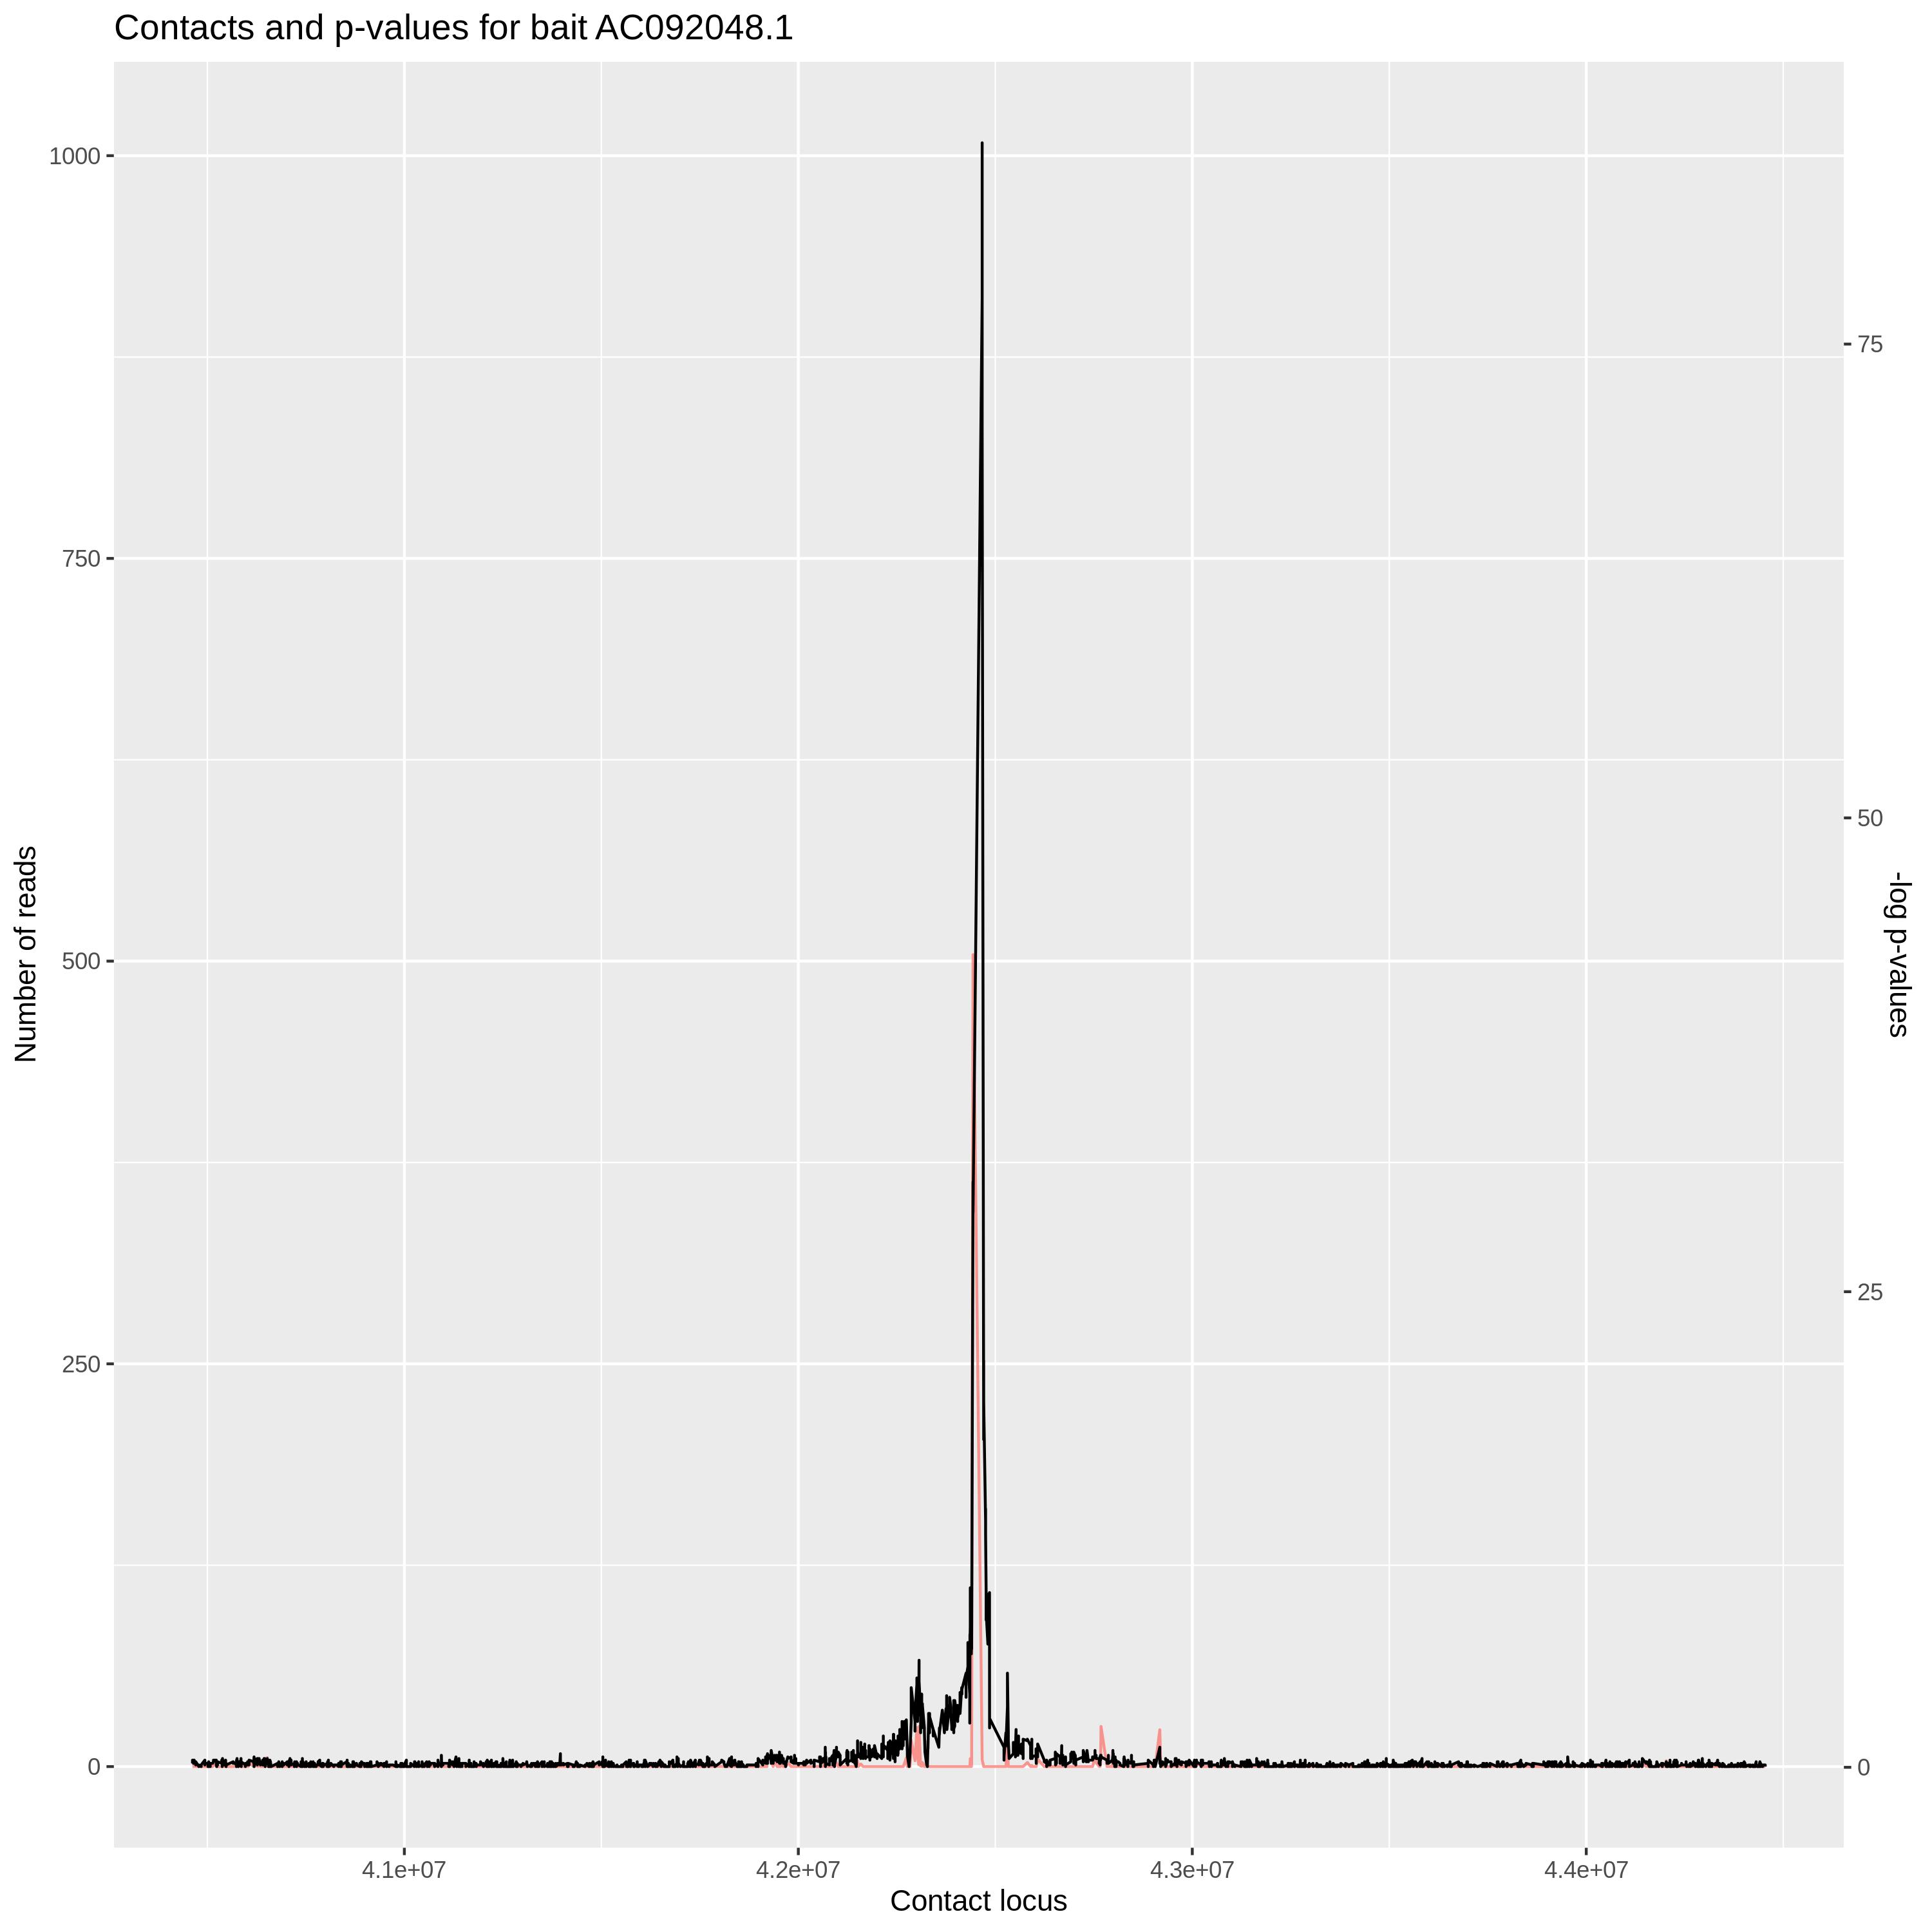 Contacts and p-values for bait AC092048.1
1000
750
500
250
0
Number of reads
75
50
25
0
-log p-values
4.1e+07
4.2e+07
4.3e+07
4.4e+07
Contact locus